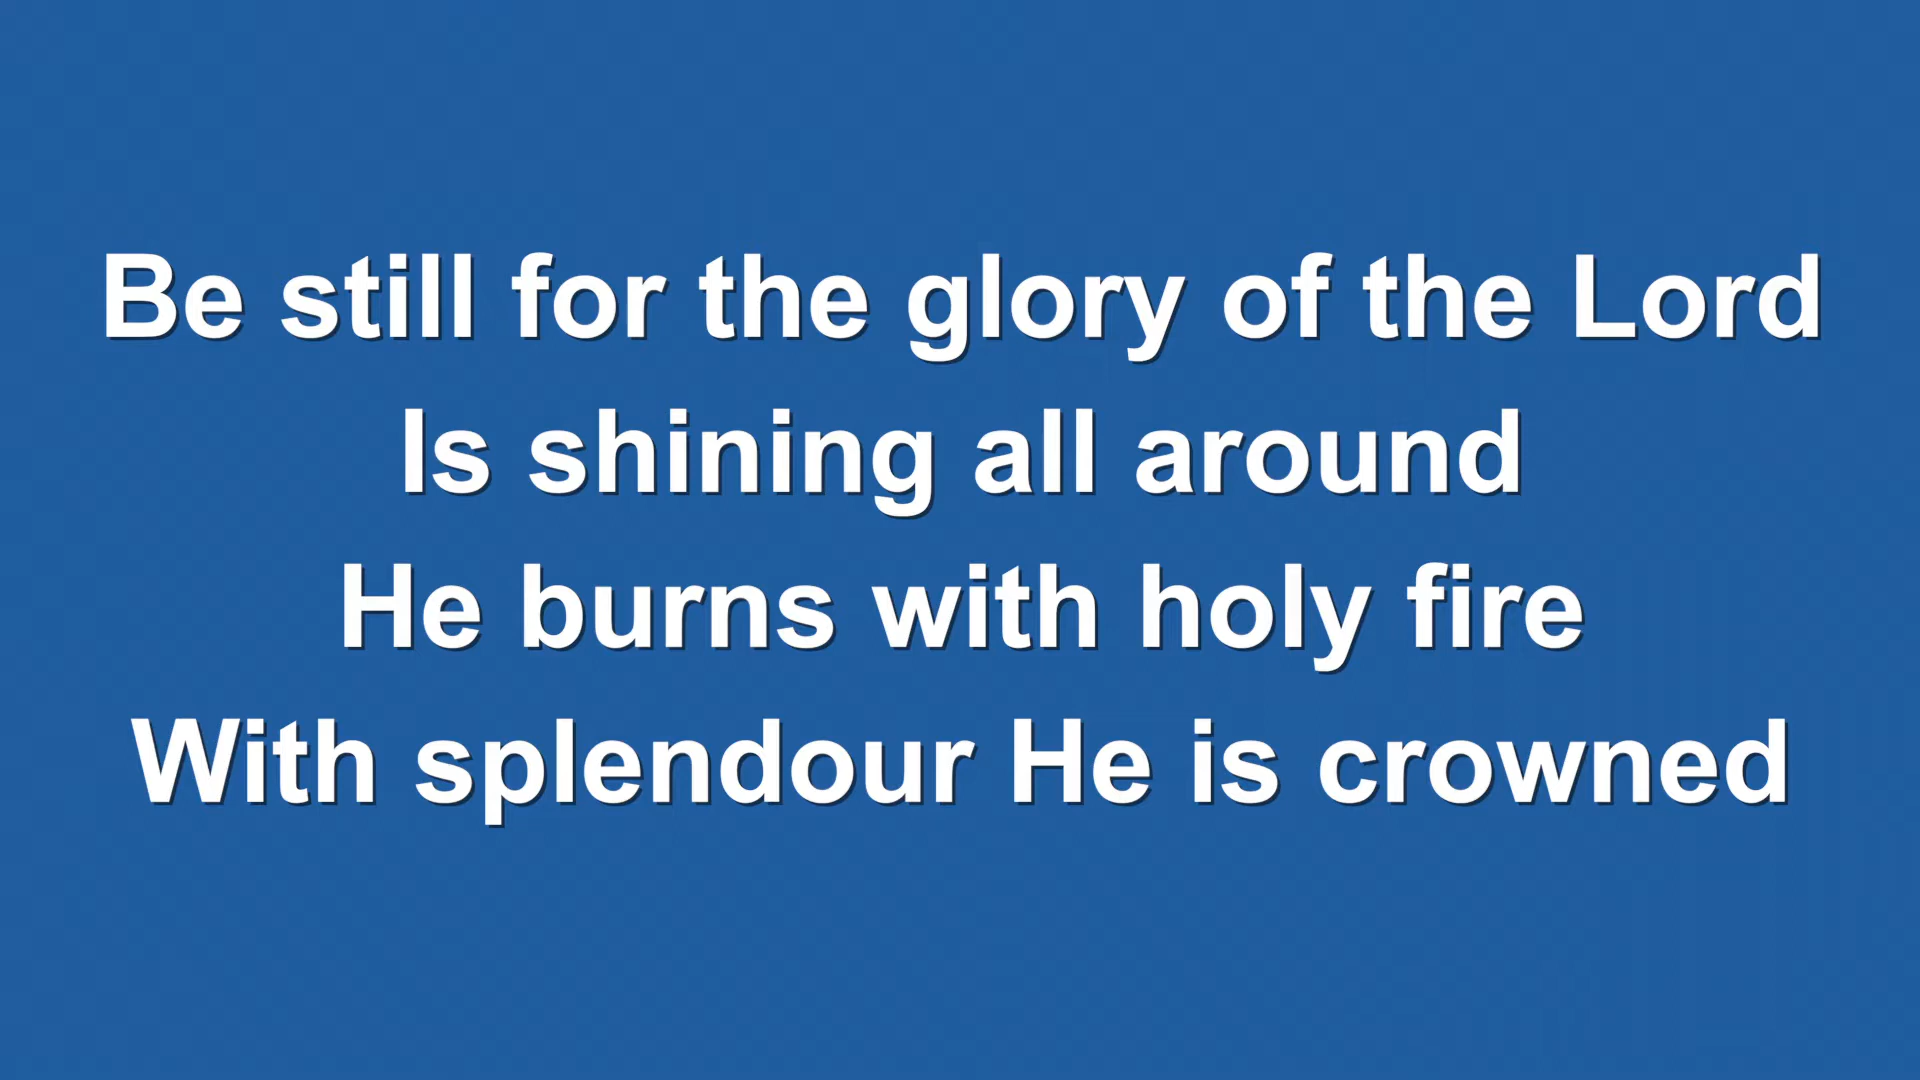 Be still for the glory of the Lord
Is shining all around
He burns with holy fire
With splendour He is crowned